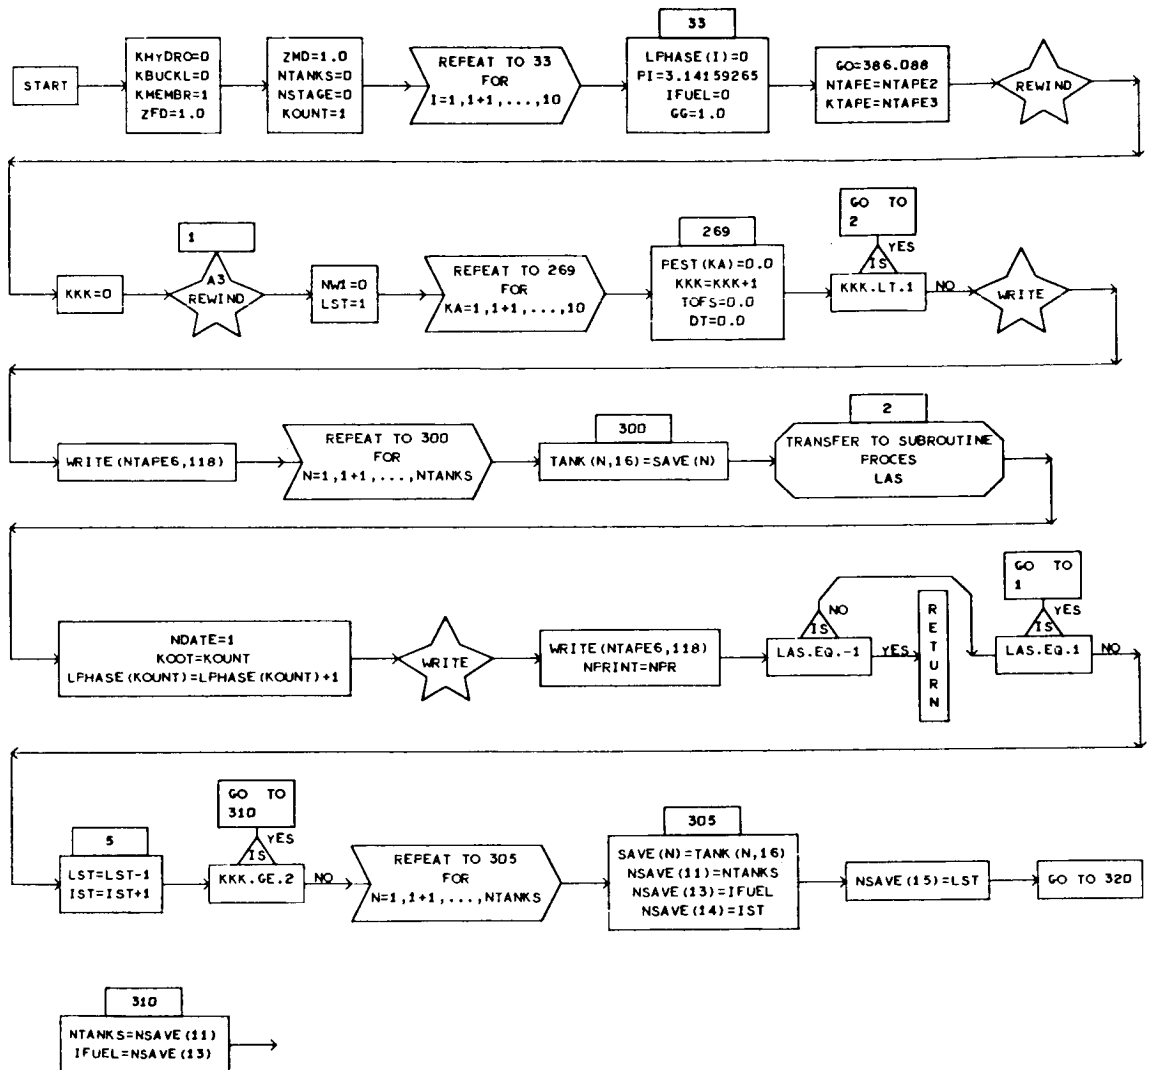 START
KHYDRO=0
KBUCKL=0
KMEMBR=1
ZFD=1.0
ZMD=1.0
NTANKS=0
NSTAGE=0
KOUNT=1
REPEAT TO 33
FOR
I=1,1+1,...,10
33
LPHASE(I)=0
PI=3.14159265
IFUEL=0
GG=1.0
GO=386.088
NTAPE=NTAPE2
KTAPE=NTAPE3
REWIND
KKK=0
1
A3
REWIND
NW1=0
LST=1
REPEAT TO 269
FOR
KA=1,1+1,...,10
269
PEST(KA)=0.0
KKK=KKK+1
TOFS=0.0
DT=0.0
GO TO
2
YES
IS
KKK.LT.1
NO
WRITE
WRITE(NTAPE6,118)
REPEAT TO 300
FOR
N=1,1+1,...,NTANKS
300
TANK(N,16)=SAVE(N)
2
TRANSFER TO SUBROUTINE
PROCES
LAS
NDATE=1
KOOT=KOUNT
LPHASE(KOUNT)=LPHASE(KOUNT)+1
WRITE
WRITE(NTAPE6,118)
NPRINT=NPR
NO
IS
LAS.EQ.-1
YES
RETURN
GO TO
1
YES
IS
LAS.EQ.1
NO
5
LST=LST-1
IST=IST+1
GO TO
310
YES
IS
KKK.GE.2
NO
REPEAT TO 305
FOR
N=1,1+1,...,NTANKS
305
SAVE(N)=TANK(N,16)
NSAVE(11)=NTANKS
NSAVE(13)=IFUEL
NSAVE(14)=IST
NSAVE(15)=LST
GO TO 320
310
NTANKS=NSAVE(11)
IFUEL=NSAVE(13)